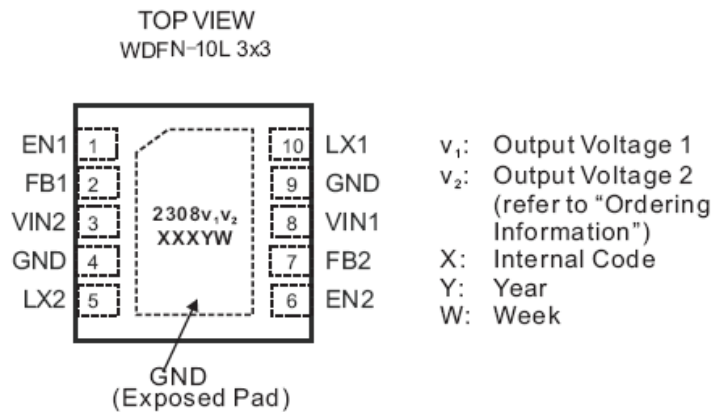 TOP VIEW
WDFN-10L 3x3
EN1 1
FB1 2
VIN2 3
GND 4
LX2 5
10 LX1
9 GND
8 VIN1
7 FB2
6 EN2
2308v₁v₂
XXXYW
GND
(Exposed Pad)
v₁: Output Voltage 1
v₂: Output Voltage 2
(refer to “Ordering
Information”)
X: Internal Code
Y: Year
W: Week